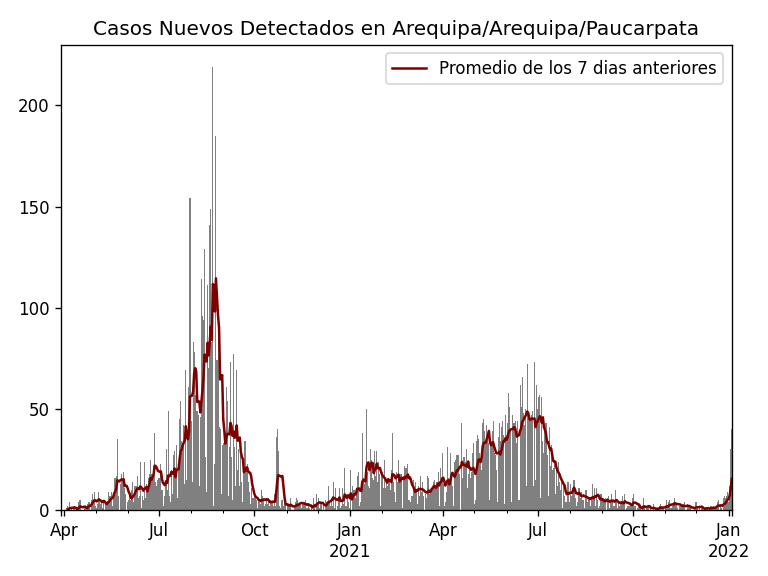 Casos Nuevos Detectados en Arequipa/Arequipa/Paucarpata
Promedio de los 7 dias anteriores
200
150
100
50
0
Apr Jul Oct Jan Apr Jul Oct Jan
2021 2022